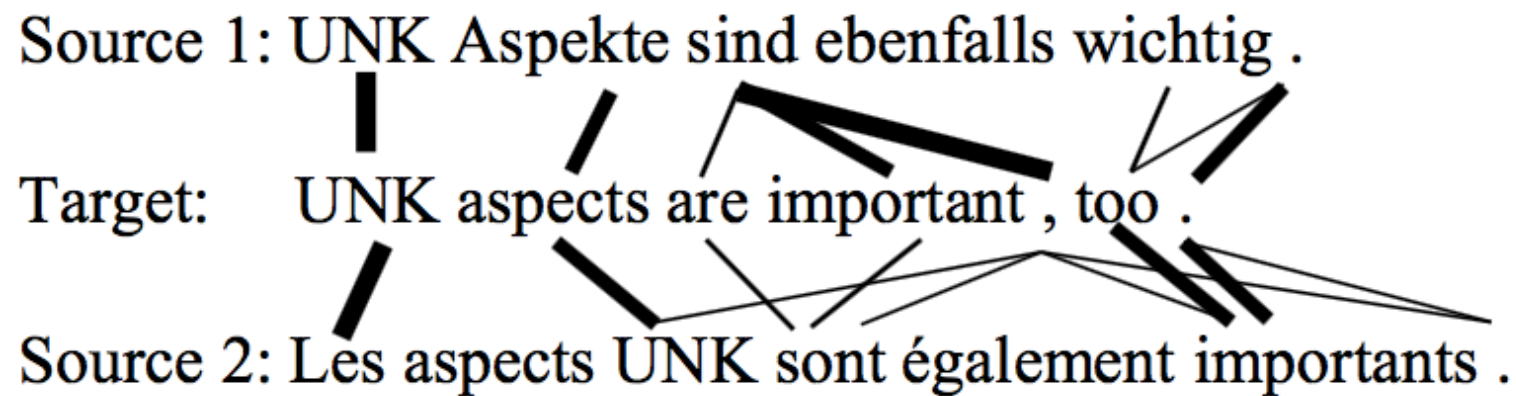 Source 1: UNK Aspekte sind ebenfalls wichtig .
Target: UNK aspects are important , too .
Source 2: Les aspects UNK sont également importants .